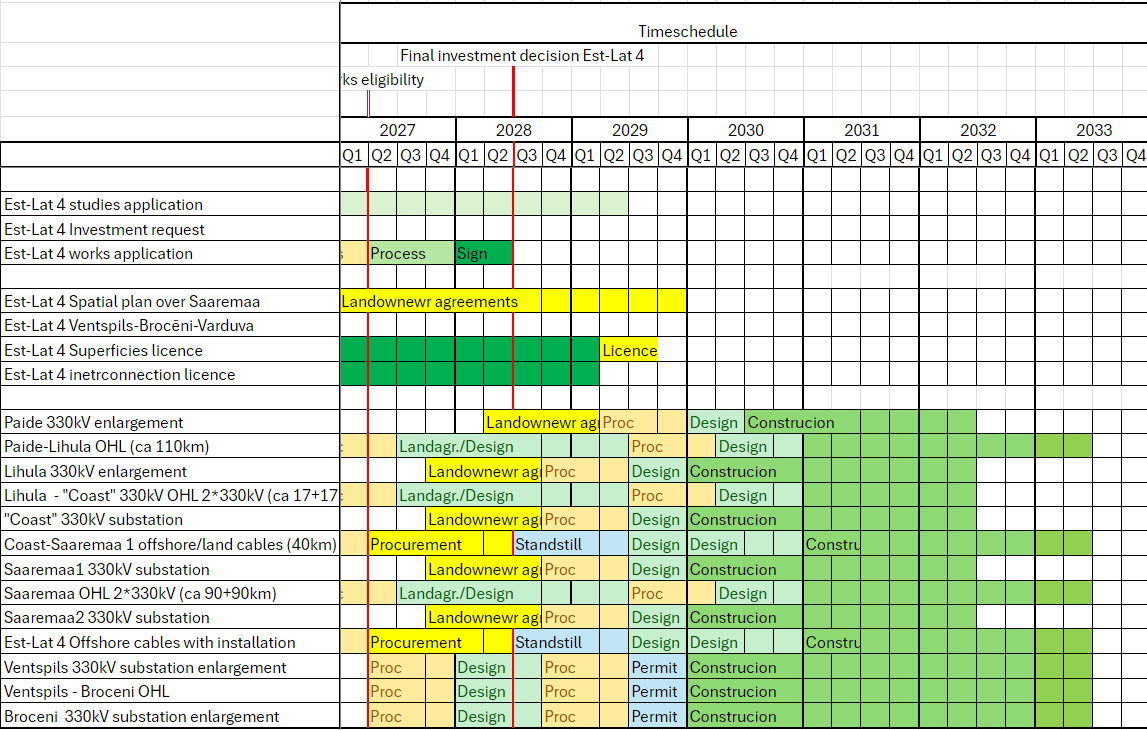 Timeschedule
Final investment decision Est-Lat 4
rks eligibility
2027 2028 2029 2030 2031 2032 2033
Q1 Q2 Q3 Q4 Q1 Q2 Q3 Q4 Q1 Q2 Q3 Q4 Q1 Q2 Q3 Q4 Q1 Q2 Q3 Q4 Q1 Q2 Q3 Q4 Q1 Q2 Q3 Q4
Est-Lat 4 studies application
Est-Lat 4 Investment request
Est-Lat 4 works application Process Sign
Est-Lat 4 Spatial plan over Saaremaa Landownewr agreements
Est-Lat 4 Ventspils-Brocēni-Varduva
Est-Lat 4 Superficies licence Licence
Est-Lat 4 inetrconnection licence
Paide 330kV enlargement Landownewr agr Proc Design Construcion
Paide-Lihula OHL (ca 110km) Landagr./Design Proc Design
Lihula 330kV enlargement Landownewr agr Proc Design Construcion
Lihula - "Coast" 330kV OHL 2*330kV (ca 17+17 Landagr./Design Proc Design
"Coast" 330kV substation Landownewr agr Proc Design Construcion
Coast-Saaremaa 1 offshore/land cables (40km) Procurement Standstill Design Design Constru
Saaremaa1 330kV substation Landownewr agr Proc Design Construcion
Saaremaa OHL 2*330kV (ca 90+90km) Landagr./Design Proc Design
Saaremaa2 330kV substation Landownewr agr Proc Design Construcion
Est-Lat 4 Offshore cables with installation Procurement Standstill Design Design Constru
Ventspils 330kV substation enlargement Proc Design Proc Permit Construcion
Ventspils - Broceni OHL Proc Design Proc Permit Construcion
Broceni 330kV substation enlargement Proc Design Proc Permit Construcion